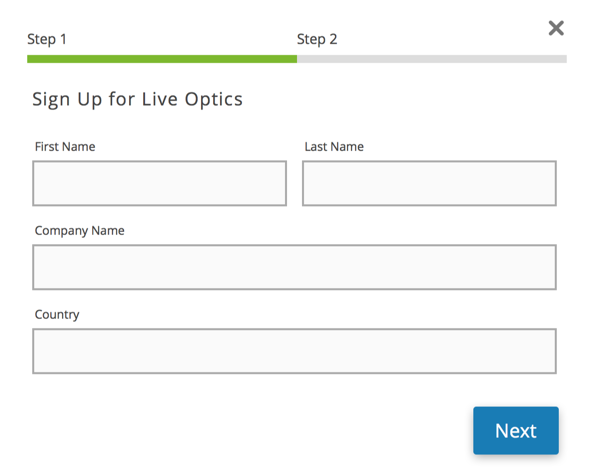 Step 1
Step 2
Sign Up for Live Optics
First Name
Last Name
Company Name
Country
Next